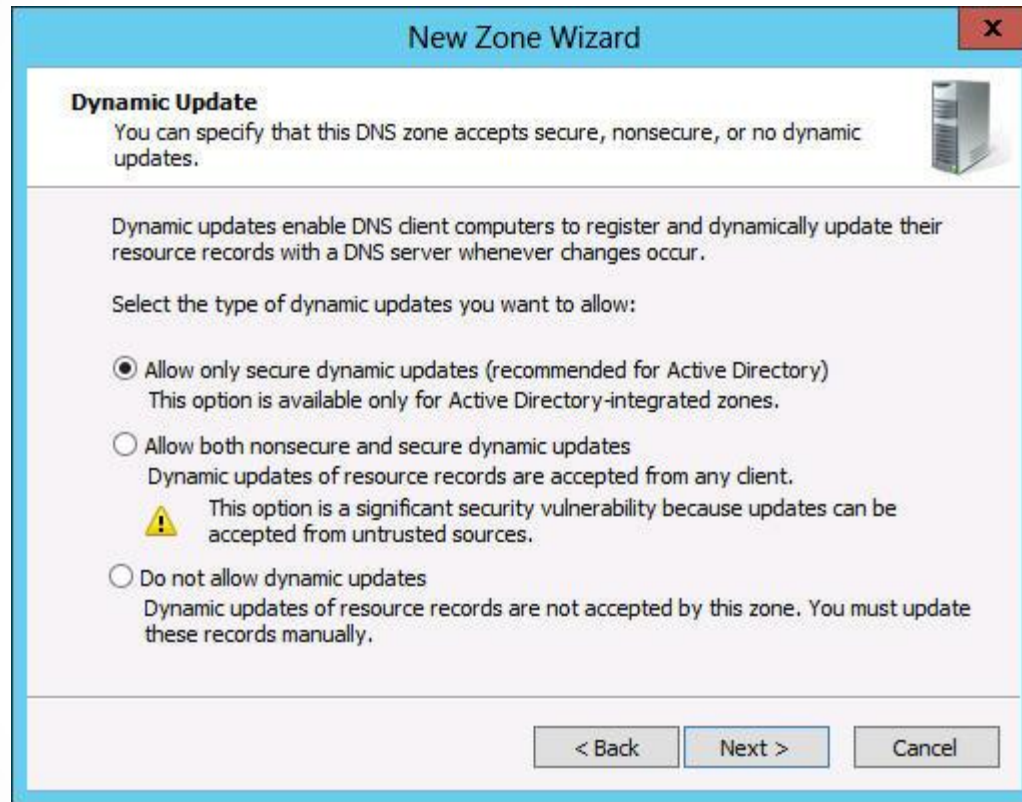 New Zone Wizard
x
Dynamic Update
You can specify that this DNS zone accepts secure, nonsecure, or no dynamic
updates.
Dynamic updates enable DNS client computers to register and dynamically update their
resource records with a DNS server whenever changes occur.
Select the type of dynamic updates you want to allow:
Allow only secure dynamic updates (recommended for Active Directory)
This option is available only for Active Directory-integrated zones.
Allow both nonsecure and secure dynamic updates
Dynamic updates of resource records are accepted from any client.
This option is a significant security vulnerability because updates can be
accepted from untrusted sources.
Do not allow dynamic updates
Dynamic updates of resource records are not accepted by this zone. You must update
these records manually.
< Back Next > Cancel